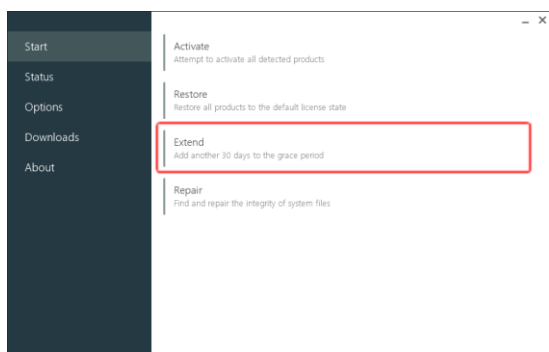 Start
Status
Options
Downloads
About
Activate
Attempt to activate all detected products
Restore
Restore all products to the default license state
Extend
Add another 30 days to the grace period
Repair
Find and repair the integrity of system files